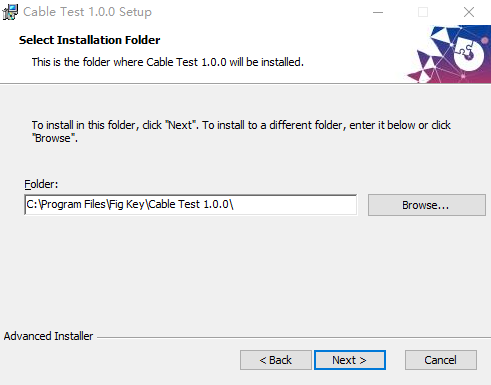 Cable Test 1.0.0 Setup
Select Installation Folder
This is the folder where Cable Test 1.0.0 will be installed.
To install in this folder, click "Next". To install to a different folder, enter it below or click
"Browse".
Folder:
C:\Program Files\Fig Key\Cable Test 1.0.0\
Browse...
Advanced Installer
< Back
Next >
Cancel